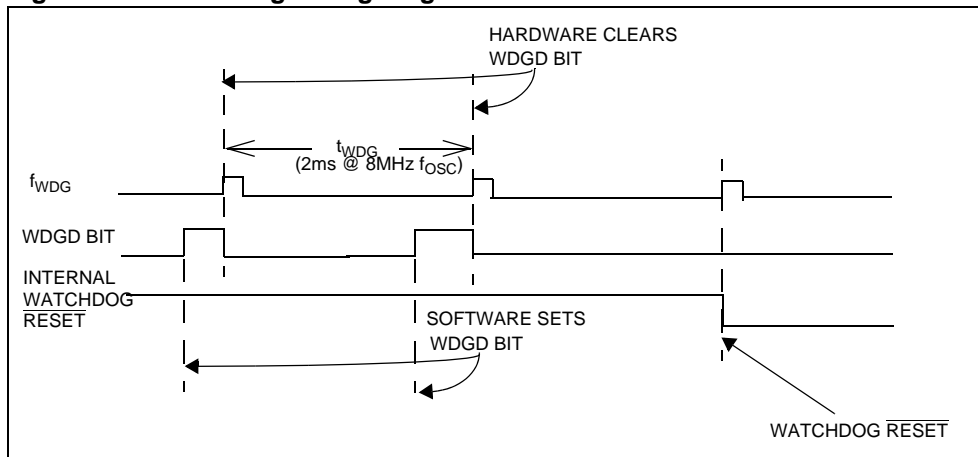 HARDWARE CLEARS
WDGD BIT
tWDG
(2ms @ 8MHz fOSC)
fWDG
WDGD BIT
INTERNAL
WATCHDOG
RESET
SOFTWARE SETS
WDGD BIT
WATCHDOG RESET